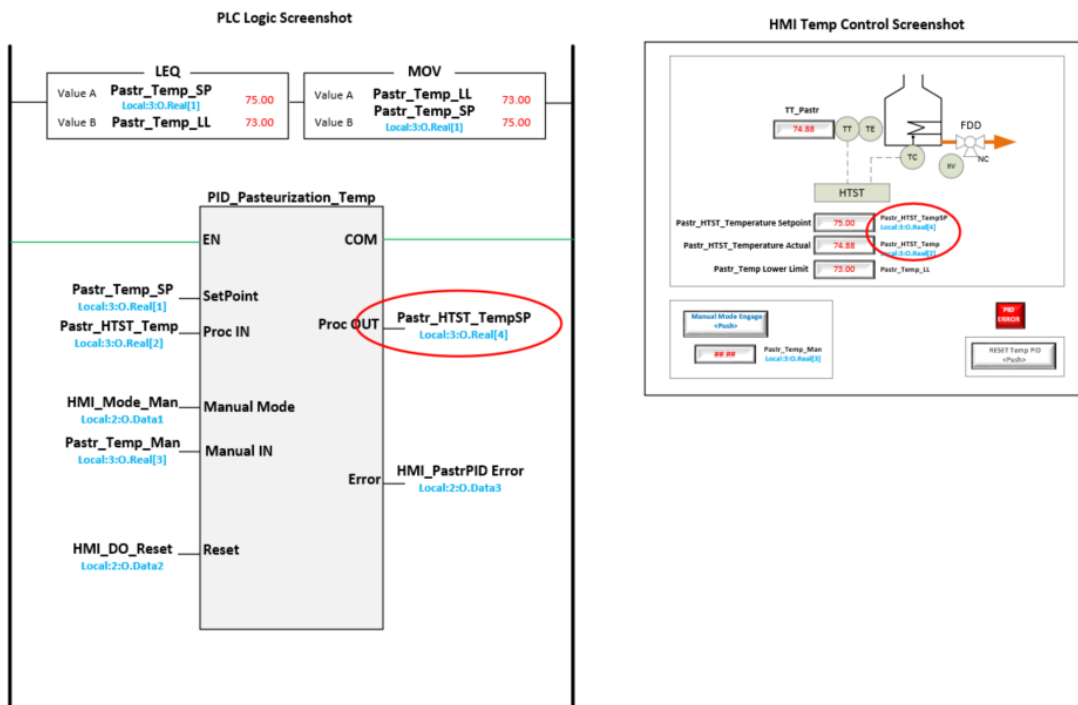 PLC Logic Screenshot
LEQ
Value A Pastr_Temp_SP 75.00
Local:3:O.Real[1]
Value B Pastr_Temp_LL 73.00
MOV
Value A Pastr_Temp_LL 73.00
Pastr_Temp_SP
Value B Local:3:O.Real[1] 75.00
PID_Pasteurization_Temp
EN COM
Pastr_Temp_SP SetPoint
Local:3:O.Real[1]
Pastr_HTST_Temp Proc IN
Local:3:O.Real[2]
Proc OUT Pastr_HTST_TempSP
Local:3:O.Real[4]
HMI_Mode_Man Manual Mode
Local:2:O.Data1
Pastr_Temp_Man Manual IN
Local:3:O.Real[3]
Error HMI_PastrPID Error
Local:2:O.Data3
HMI_DO_Reset Reset
Local:2:O.Data2
HMI Temp Control Screenshot
TT_Pastr
74.88
TT
TE
FDD
TC
NC
HTST
Pastr_HTST_Temperature Setpoint 75.00 Pastr_HTST_TempSP
Local:3:O.Real[4]
Pastr_HTST_Temperature Actual 74.88 Pastr_HTST_Temp
Local:3:O.Real[2]
Pastr_Temp Lower Limit 73.00 Pastr_Temp_LL
Manual Mode Engage
<Push>
##.## Pastr_Temp_Man
Local:3:O.Real[3]
PID
ERROR
RESET Temp PID
<Push>